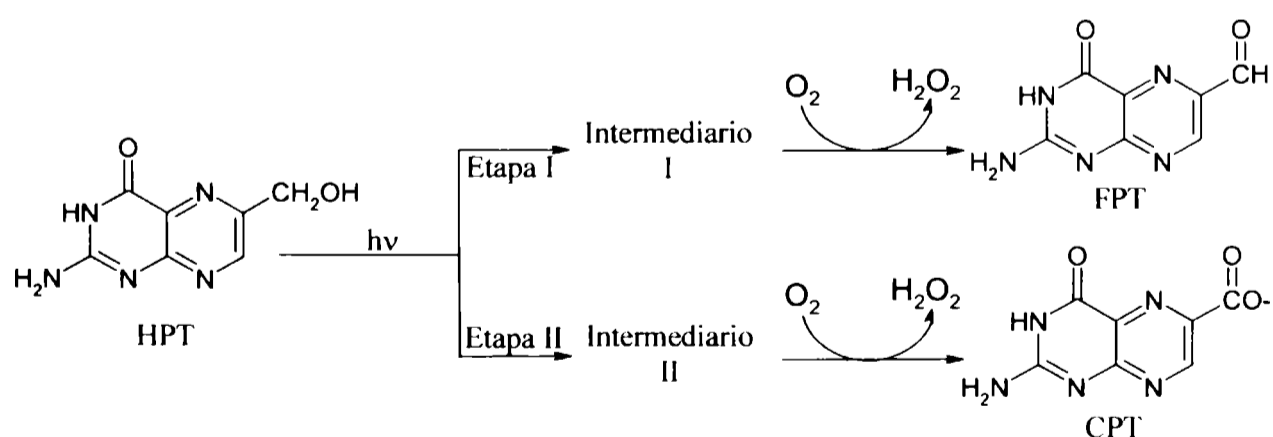 O
O
N
CH
HN
O₂
H₂O₂
H₂N
N
N
FPT
Intermediario
I
Etapa I
O
N
CH₂OH
HN
H₂N
N
N
HPT
hν
Etapa II
Intermediario
II
O₂
H₂O₂
O
O
N
CO-
HN
H₂N
N
N
CPT